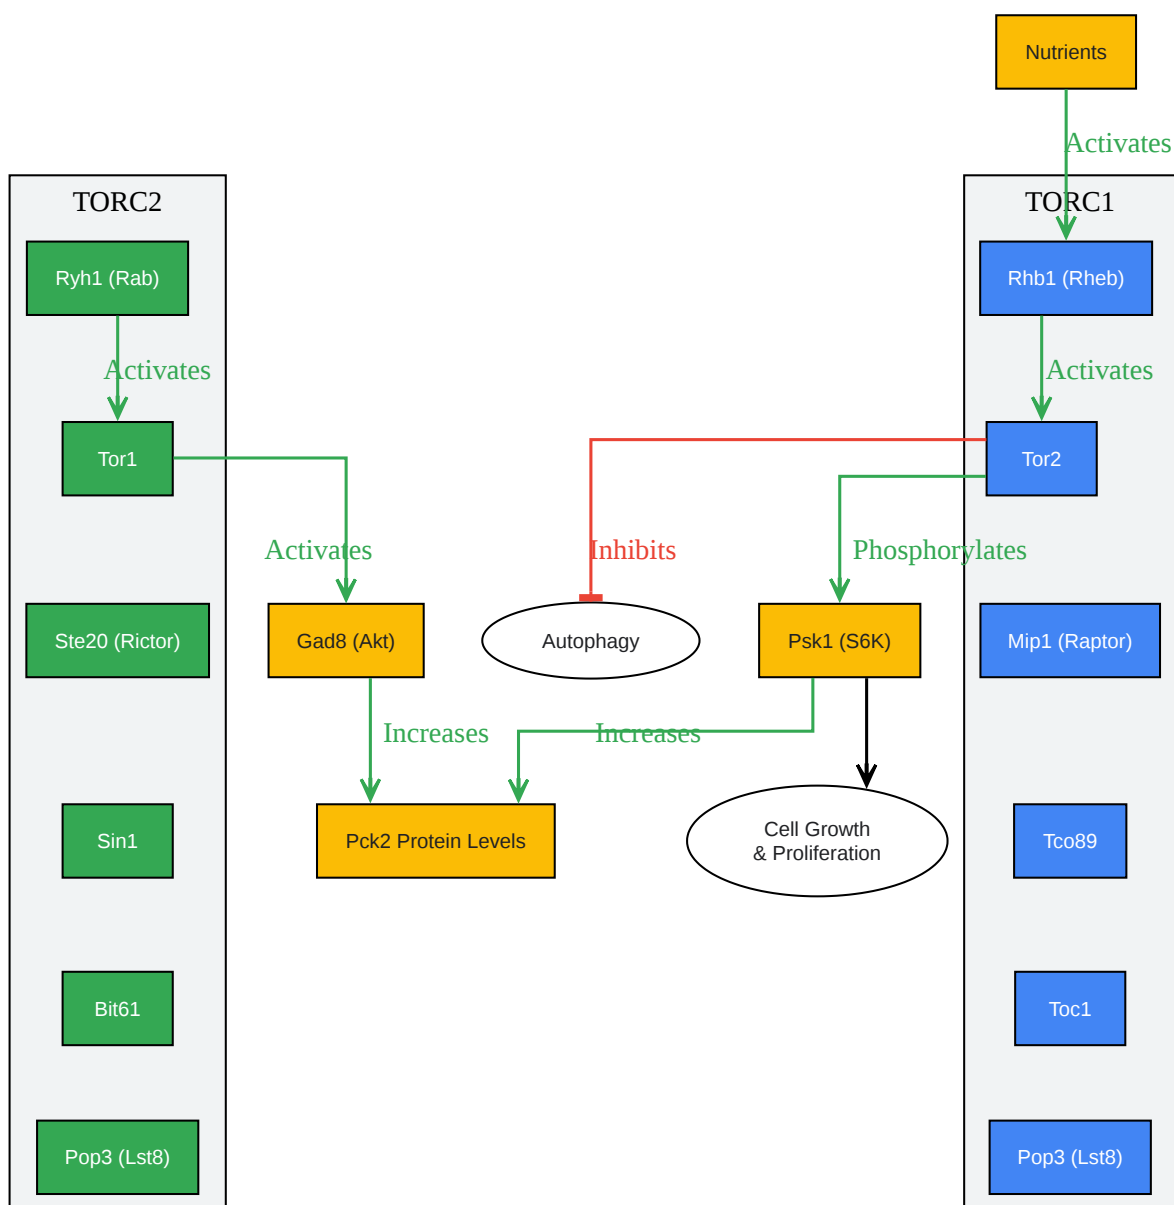 Nutrients
Activates
TORC2
TORC1
Ryh1 (Rab)
Rhb1 (Rheb)
Activates
Activates
Tor1
Tor2
Activates
Inhibits
Phosphorylates
Ste20 (Rictor)
Gad8 (Akt)
Autophagy
Psk1 (S6K)
Mip1 (Raptor)
Increases
Increases
Sin1
Pck2 Protein Levels
Cell Growth
& Proliferation
Tco89
Bit61
Toc1
Pop3 (Lst8)
Pop3 (Lst8)